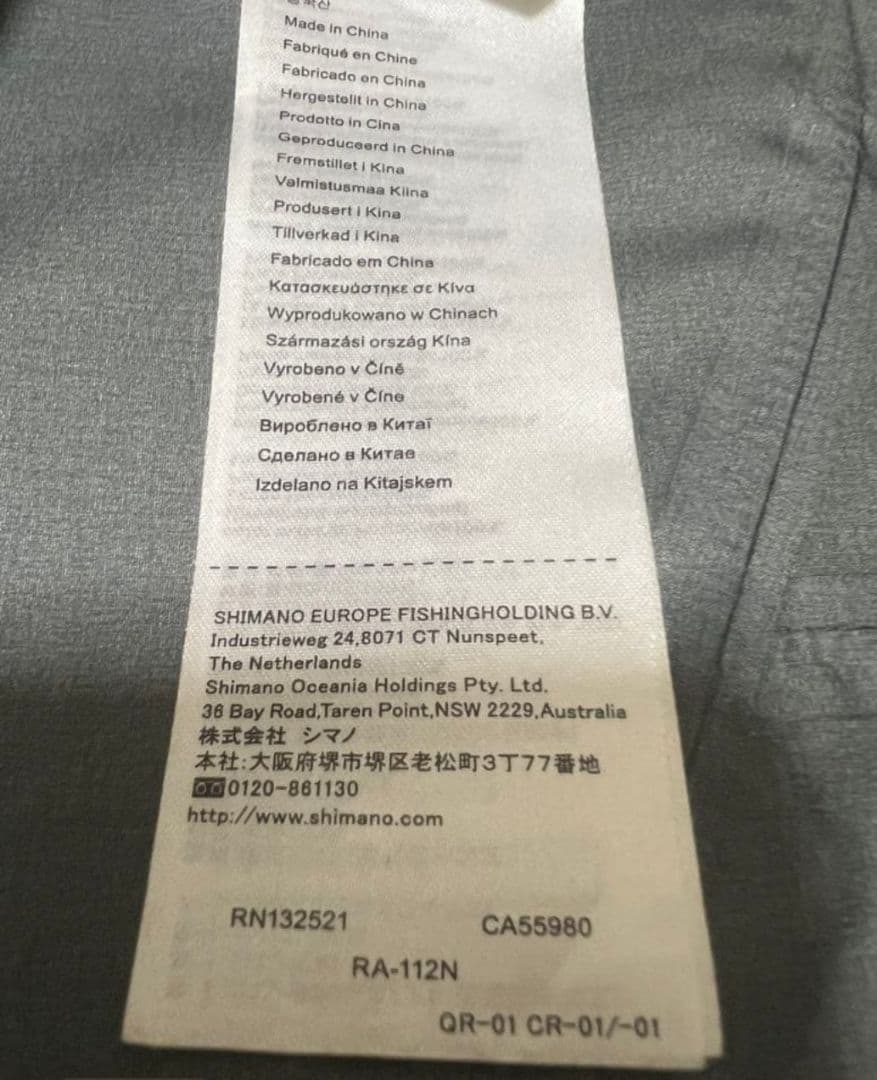 Made in China
Fabriqué en Chine
Fabricado en China
Hergestellt in China
Prodotto in Cina
Geproduceerd in China
Fremstillet i Kina
Valmistusmaa Kiina
Produsert i Kina
Tillverkad i Kina
Fabricado em China
Κατασκευάστηκε σε Κίνα
Wyprodukowano w Chinach
Származási ország Kína
Vyrobeno v Číně
Vyrobené v Číne
Вироблено в Китаї
Сделано в Китае
Izdelano na Kitajskem
SHIMANO EUROPE FISHINGHOLDING B.V.
Industrieweg 24,8071 CT Nunspeet,
The Netherlands
Shimano Oceania Holdings Pty. Ltd.
36 Bay Road,Taren Point,NSW 2229,Australia
株式会社 シマノ
本社:大阪府堺市堺区老松町3丁77番地
0120-861130
http://www.shimano.com
RN132521 CA55980
RA-112N
QR-01 CR-01/-01